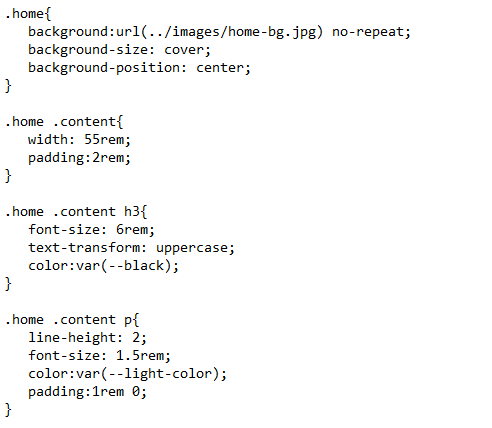 .home{
   background:url(../images/home-bg.jpg) no-repeat;
   background-size: cover;
   background-position: center;
}

.home .content{
   width: 55rem;
   padding:2rem;
}

.home .content h3{
   font-size: 6rem;
   text-transform: uppercase;
   color:var(--black);
}

.home .content p{
   line-height: 2;
   font-size: 1.5rem;
   color:var(--light-color);
   padding:1rem 0;
}